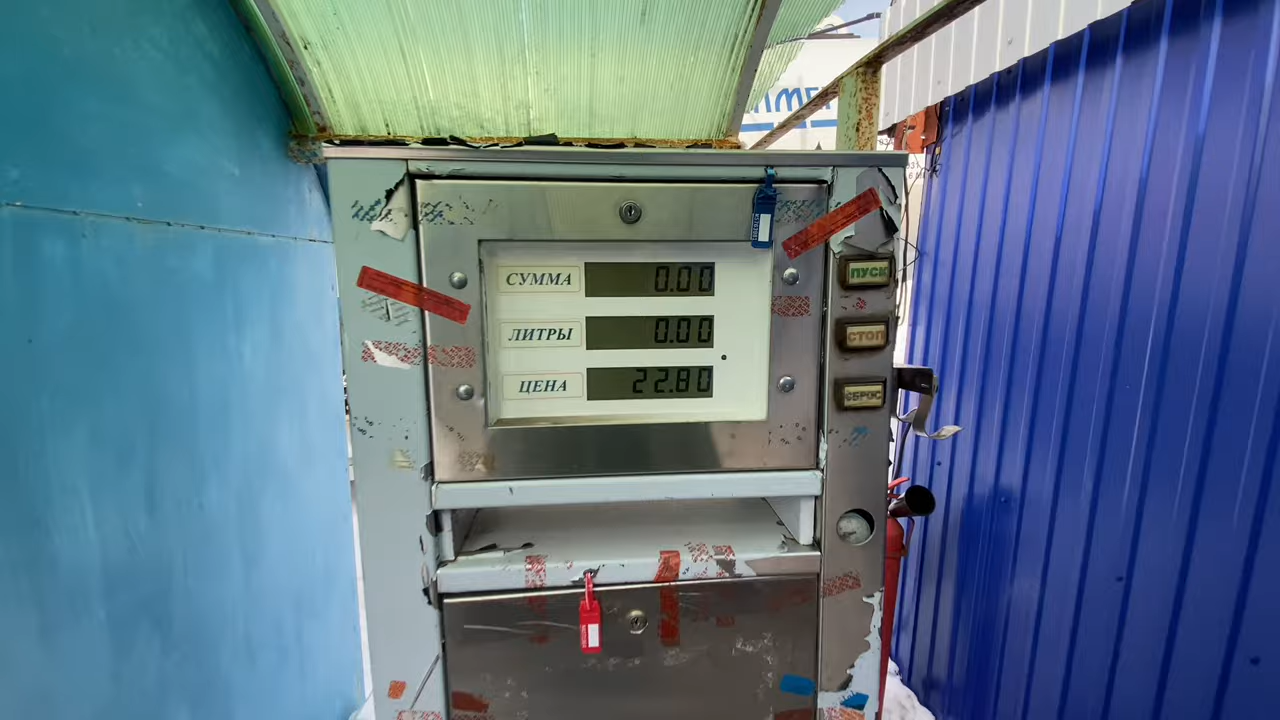 СУММА 0.00
ЛИТРЫ 0.00
ЦЕНА 22.80
ПУСК
СТОП
СБРОС